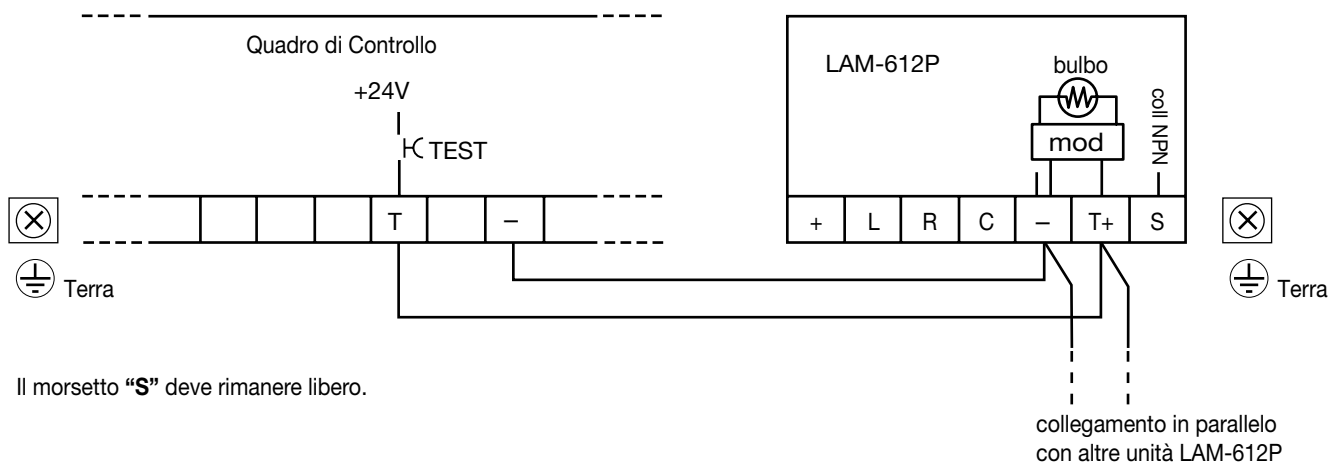 Quadro di Controllo
+24V
TEST
T
–
Terra
LAM-612P
bulbo
mod
coll NPN
+
L
R
C
–
T+
S
Terra
Il morsetto “S” deve rimanere libero.
collegamento in parallelo
con altre unità LAM-612P